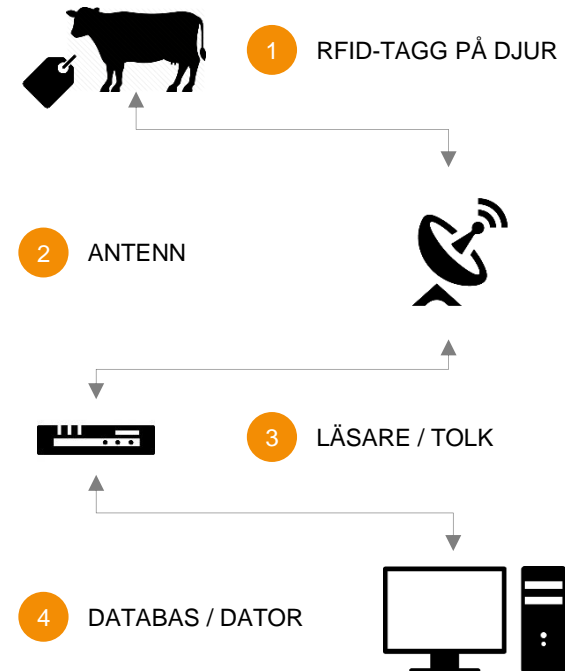 1 RFID-TAGG PÅ DJUR
2 ANTENN
3 LÄSARE / TOLK
4 DATABAS / DATOR